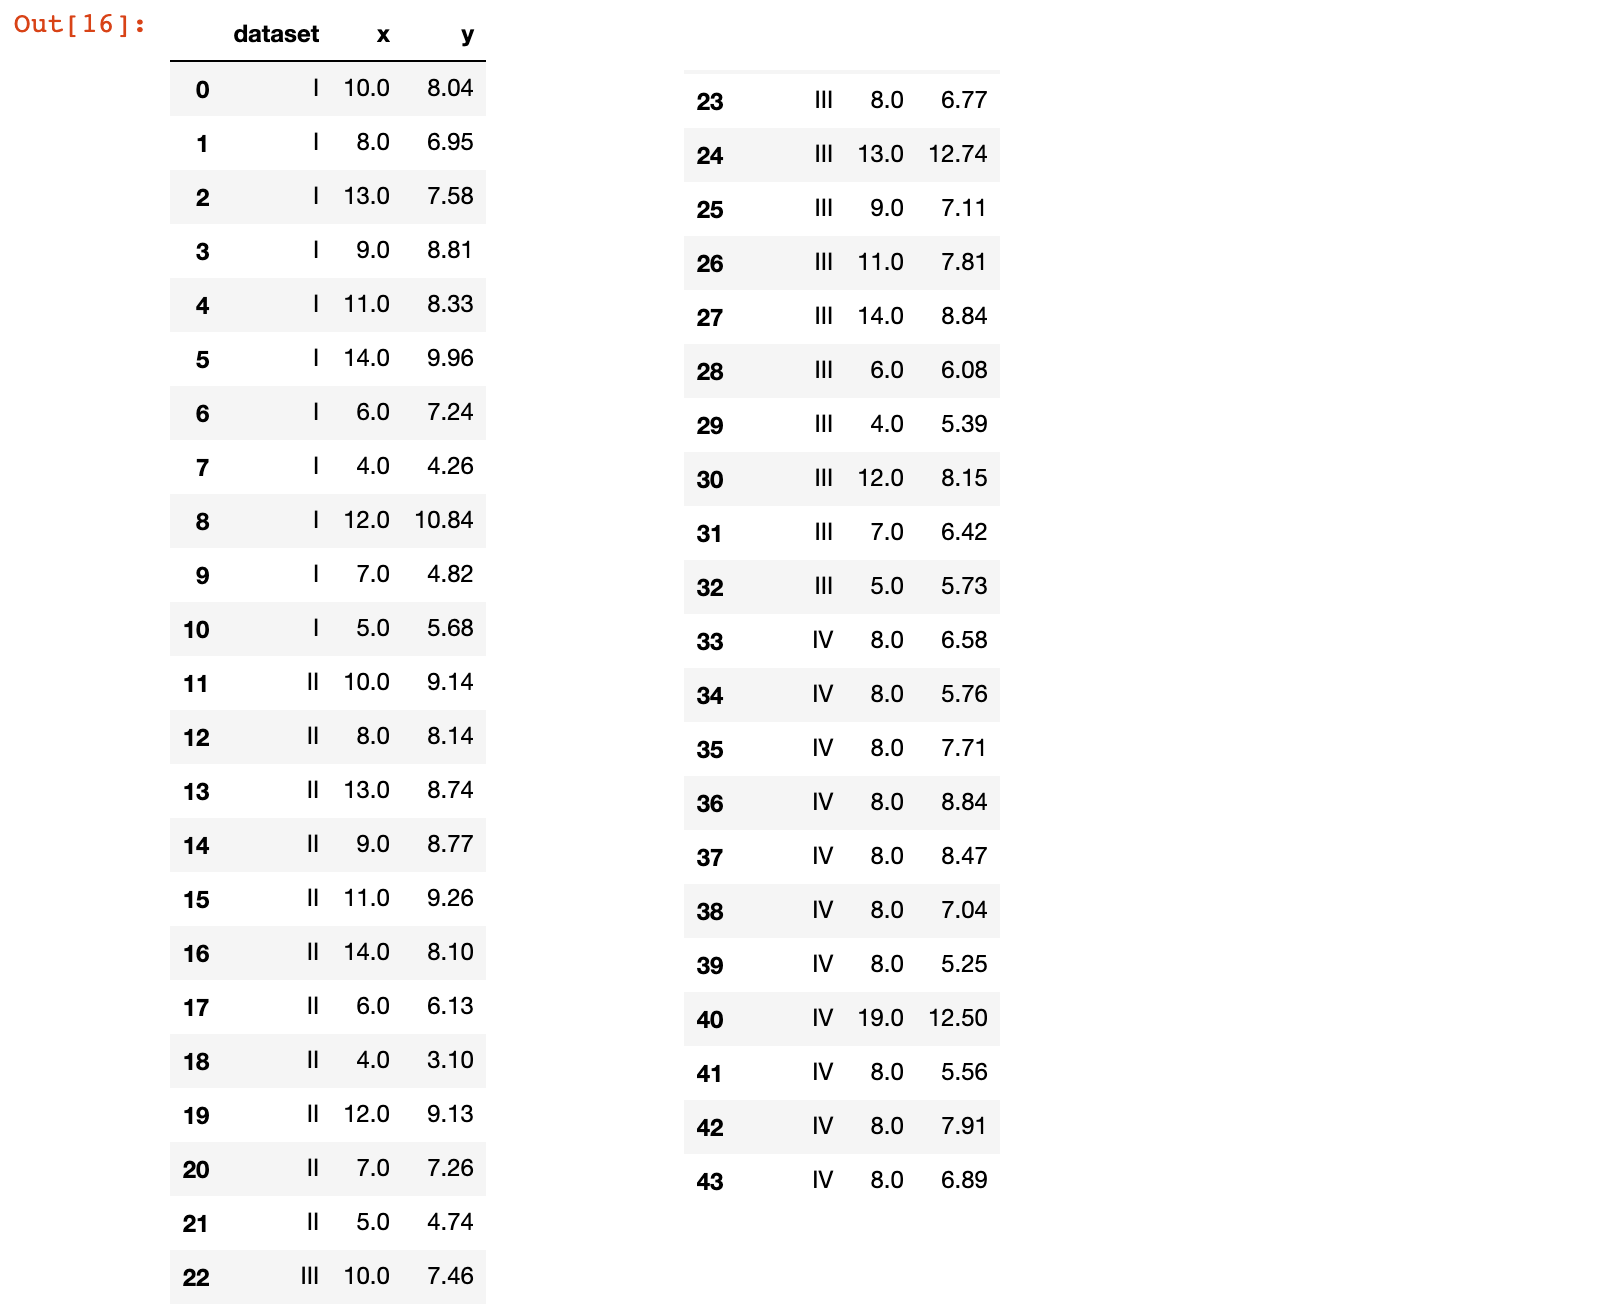 Out[16]:
dataset x y
0 I 10.0 8.04
1 I 8.0 6.95
2 I 13.0 7.58
3 I 9.0 8.81
4 I 11.0 8.33
5 I 14.0 9.96
6 I 6.0 7.24
7 I 4.0 4.26
8 I 12.0 10.84
9 I 7.0 4.82
10 I 5.0 5.68
11 II 10.0 9.14
12 II 8.0 8.14
13 II 13.0 8.74
14 II 9.0 8.77
15 II 11.0 9.26
16 II 14.0 8.10
17 II 6.0 6.13
18 II 4.0 3.10
19 II 12.0 9.13
20 II 7.0 7.26
21 II 5.0 4.74
22 III 10.0 7.46
23 III 8.0 6.77
24 III 13.0 12.74
25 III 9.0 7.11
26 III 11.0 7.81
27 III 14.0 8.84
28 III 6.0 6.08
29 III 4.0 5.39
30 III 12.0 8.15
31 III 7.0 6.42
32 III 5.0 5.73
33 IV 8.0 6.58
34 IV 8.0 5.76
35 IV 8.0 7.71
36 IV 8.0 8.84
37 IV 8.0 8.47
38 IV 8.0 7.04
39 IV 8.0 5.25
40 IV 19.0 12.50
41 IV 8.0 5.56
42 IV 8.0 7.91
43 IV 8.0 6.89